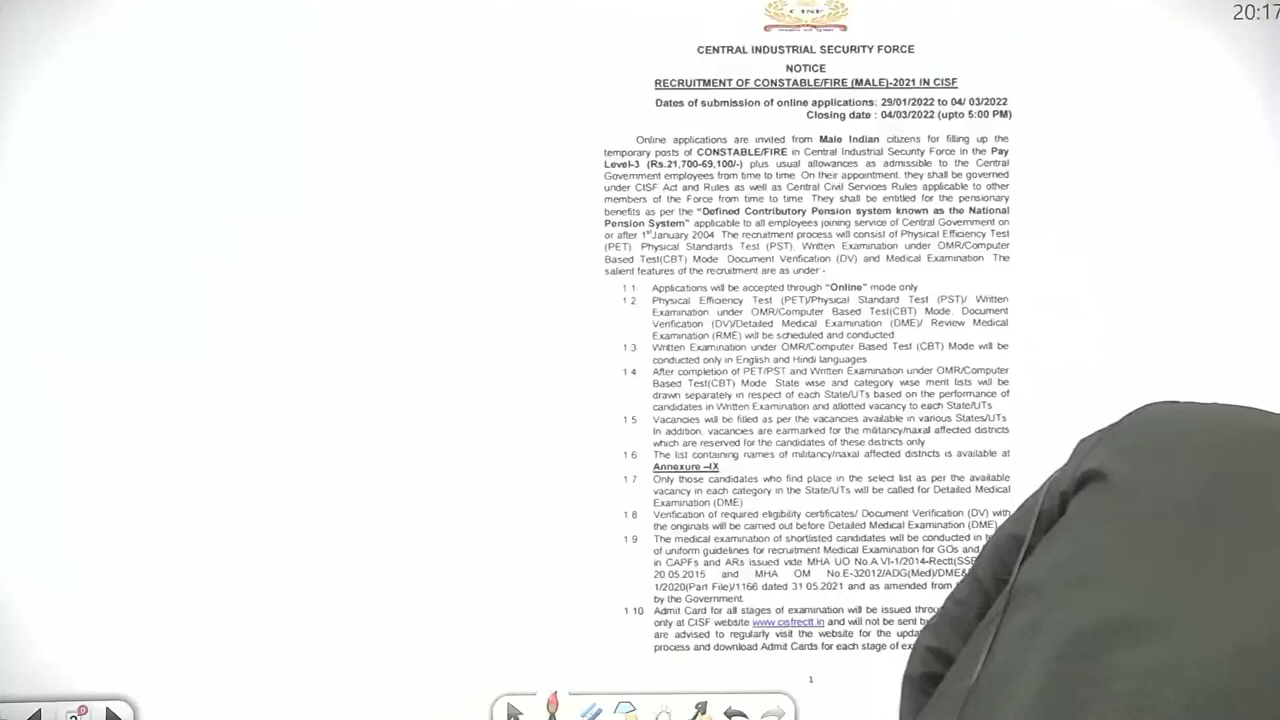 20:17
CISF
CENTRAL INDUSTRIAL SECURITY FORCE
NOTICE
RECRUITMENT OF CONSTABLE/FIRE (MALE)-2021 IN CISF
Dates of submission of online applications: 29/01/2022 to 04/ 03/2022
Closing date : 04/03/2022 (upto 5:00 PM)
Online applications are invited from Male Indian citizens for filling up the
temporary posts of CONSTABLE/FIRE in Central Industrial Security Force in the Pay
Level-3 (Rs.21,700-69,100/-) plus usual allowances as admissible to the Central
Government employees from time to time. On their appointment, they shall be governed
under CISF Act and Rules as well as Central Civil Services Rules applicable to other
members of the Force from time to time. They shall be entitled for the pensionary
benefits as per the "Defined Contributory Pension system known as the National
Pension System" applicable to all employees joining service of Central Government on
or after 1st January 2004. The recruitment process will consist of Physical Efficiency Test
(PET), Physical Standards Test (PST), Written Examination under OMR/Computer
Based Test(CBT) Mode, Document Verification (DV) and Medical Examination. The
salient features of the recruitment are as under:-
1.1 Applications will be accepted through "Online" mode only.
1.2 Physical Efficiency Test (PET)/Physical Standard Test (PST)/ Written
Examination under OMR/Computer Based Test(CBT) Mode, Document
Verification (DV)/Detailed Medical Examination (DME)/ Review Medical
Examination (RME) will be scheduled and conducted.
1.3 Written Examination under OMR/Computer Based Test (CBT) Mode will be
conducted only in English and Hindi languages.
1.4 After completion of PET/PST and Written Examination under OMR/Computer
Based Test(CBT) Mode, State wise and category wise merit lists will be
drawn separately in respect of each State/UTs based on the performance of
candidates in Written Examination and allotted vacancy to each State/UTs.
1.5 Vacancies will be filled as per the vacancies available in various States/UTs.
In addition, vacancies are earmarked for the militancy/naxal affected districts
which are reserved for the candidates of these districts only.
1.6 The list containing names of militancy/naxal affected districts is available at
Annexure –IX
1.7 Only those candidates who find place in the select list as per the available
vacancy in each category in the State/UTs will be called for Detailed Medical
Examination (DME).
1.8 Verification of required eligibility certificates/ Document Verification (DV) with
the originals will be carried out before Detailed Medical Examination (DME).
1.9 The medical examination of shortlisted candidates will be conducted in
of uniform guidelines for recruitment Medical Examination for GOs and
in CAPFs and ARs issued vide MHA UO No.A.VI-1/2014-Rectt(SSB
20.05.2015 and MHA OM No.E-32012/ADG(Med)/DME&
1/2020(Part File)/1166 dated 31.05.2021 and as amended from
by the Government.
1.10 Admit Card for all stages of examination will be issued
only at CISF website www.cisfrectt.in and will not be sent
are advised to regularly visit the website for the
process and download Admit Cards for each stage of
1